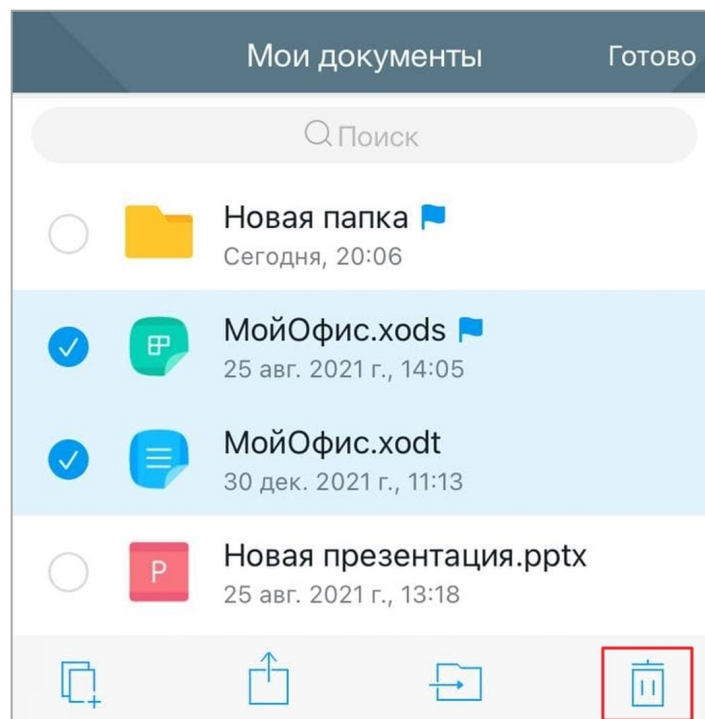 Мои документы Готово
Поиск
Новая папка
Сегодня, 20:06
МойОфис.xods
25 авг. 2021 г., 14:05
МойОфис.xodt
30 дек. 2021 г., 11:13
P
Новая презентация.pptx
25 авг. 2021 г., 13:18